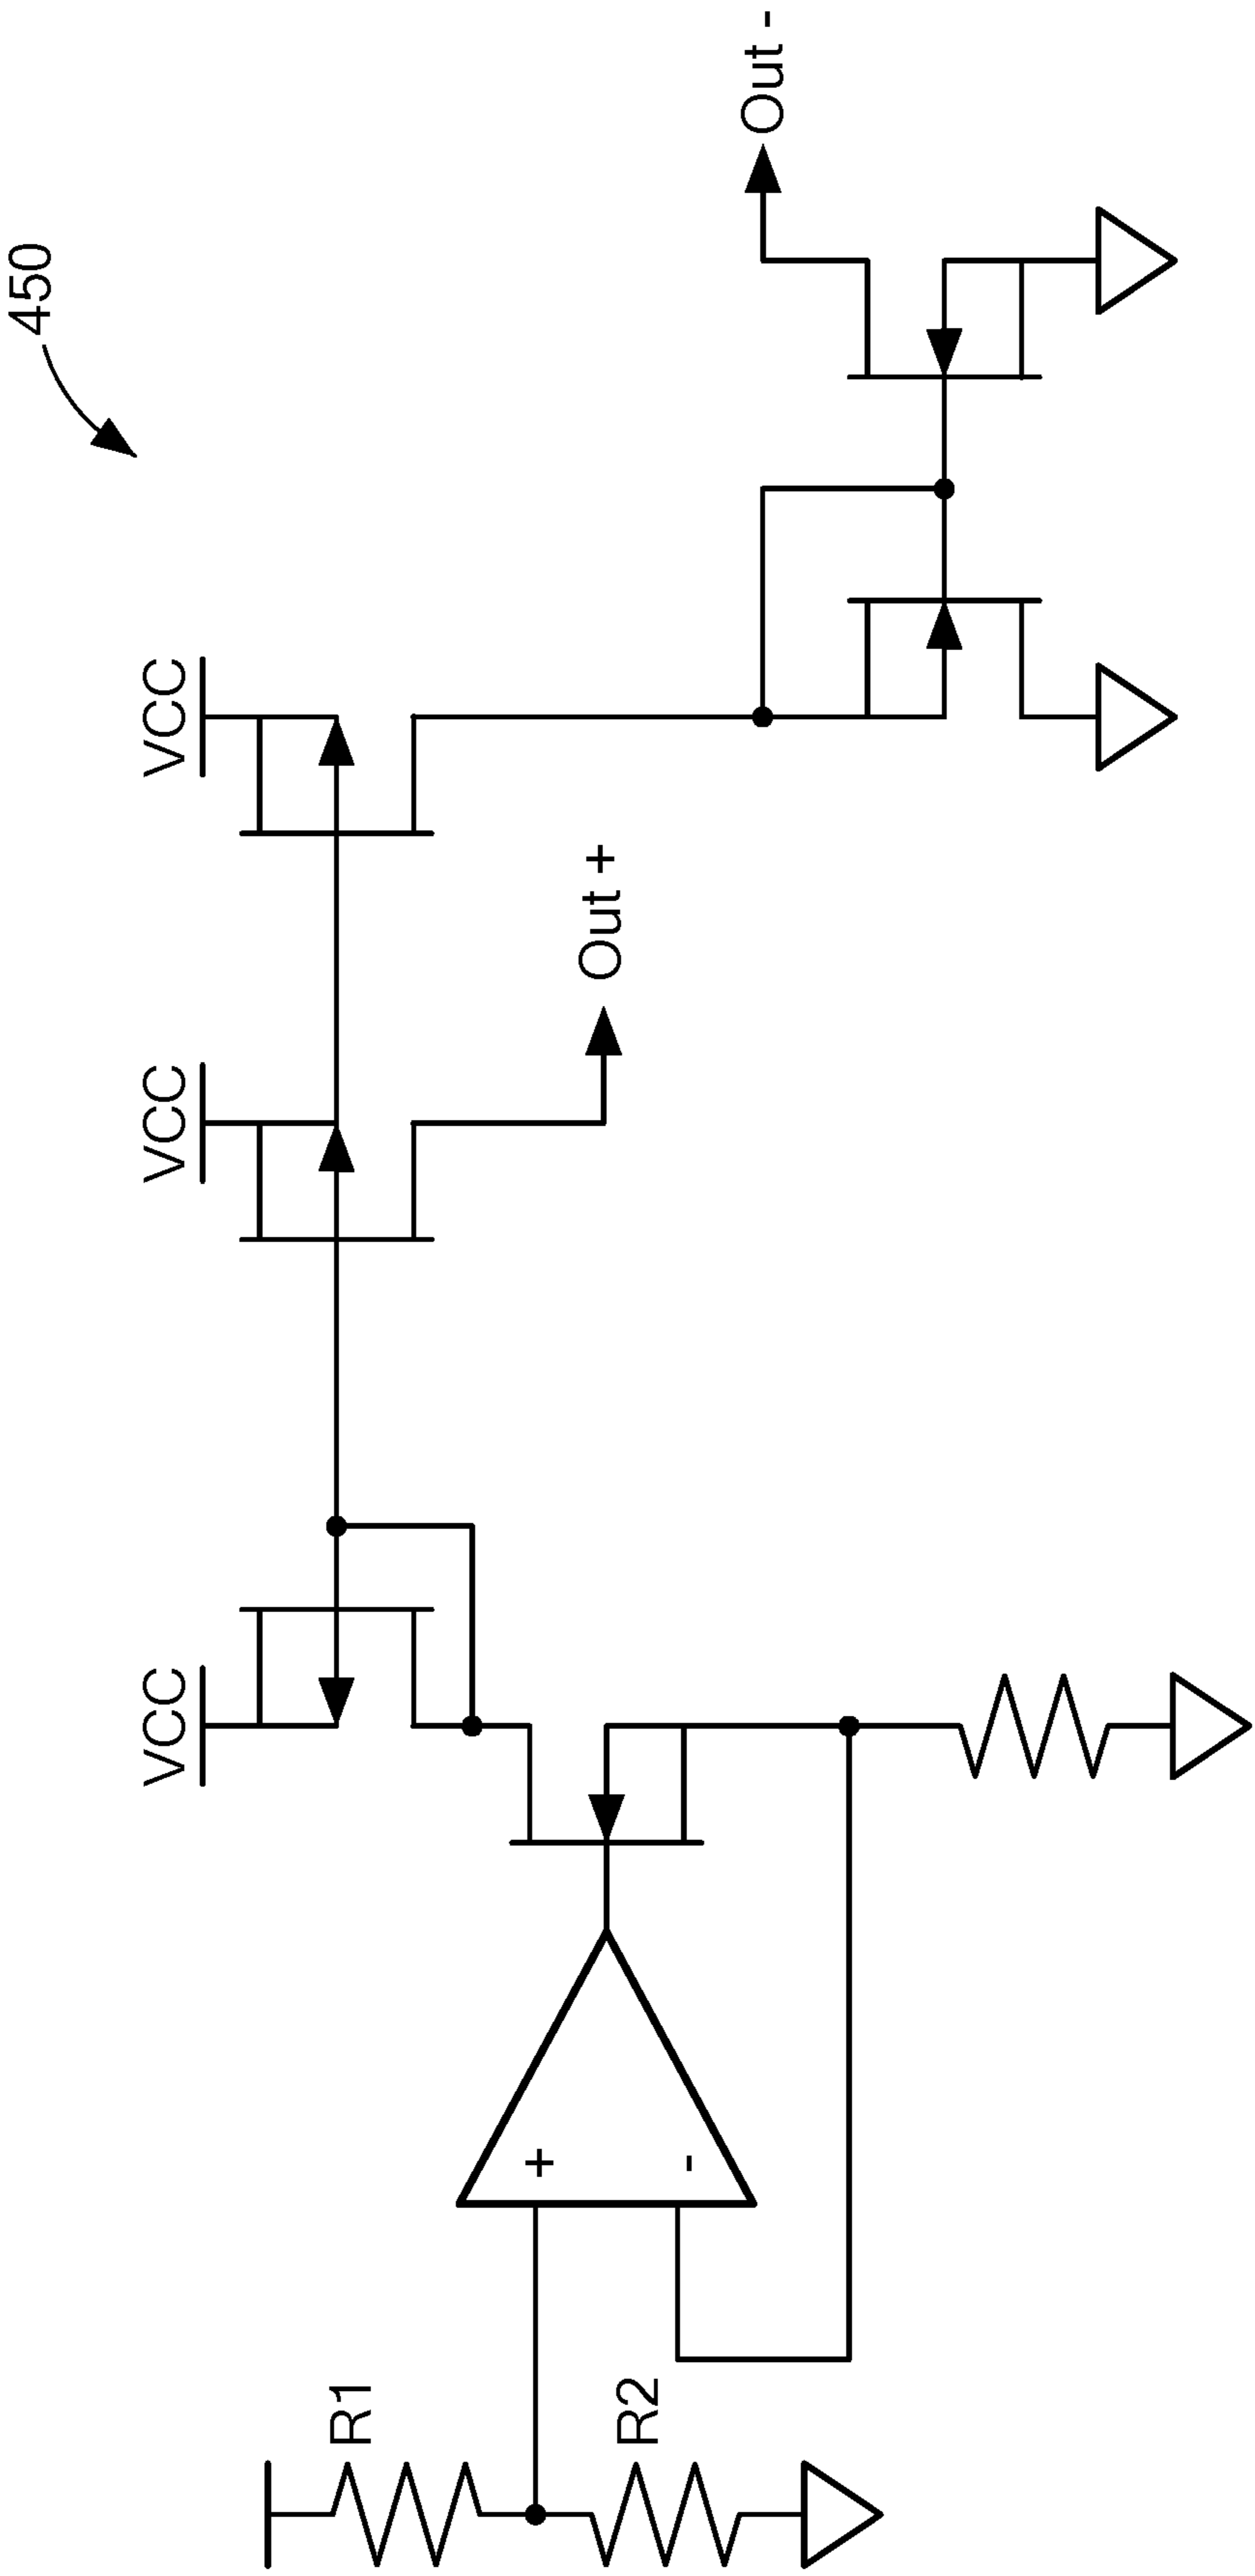 450
VCC
VCC
VCC
Out -
Out +
R1
R2
+
-